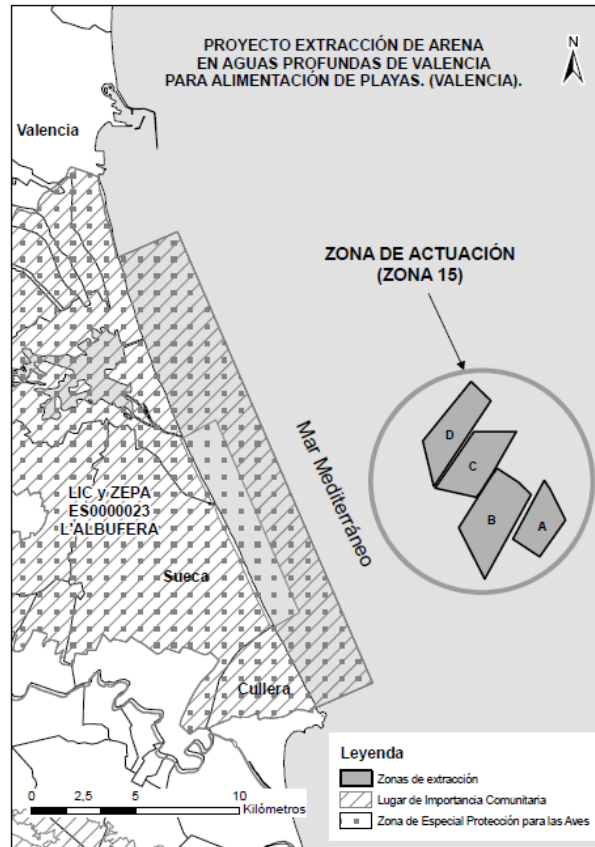 PROYECTO EXTRACCIÓN DE ARENA
EN AGUAS PROFUNDAS DE VALENCIA
PARA ALIMENTACIÓN DE PLAYAS. (VALENCIA).
N
Valencia
ZONA DE ACTUACIÓN
(ZONA 15)
D
C
B
A
Mar Mediterráneo
LIC y ZEPA
ES0000023
L'ALBUFERA
Sueca
Cullera
Leyenda
Zonas de extracción
Lugar de Importancia Comunitaria
Zona de Especial Protección para las Aves
0 2,5 5 10
Kilómetros